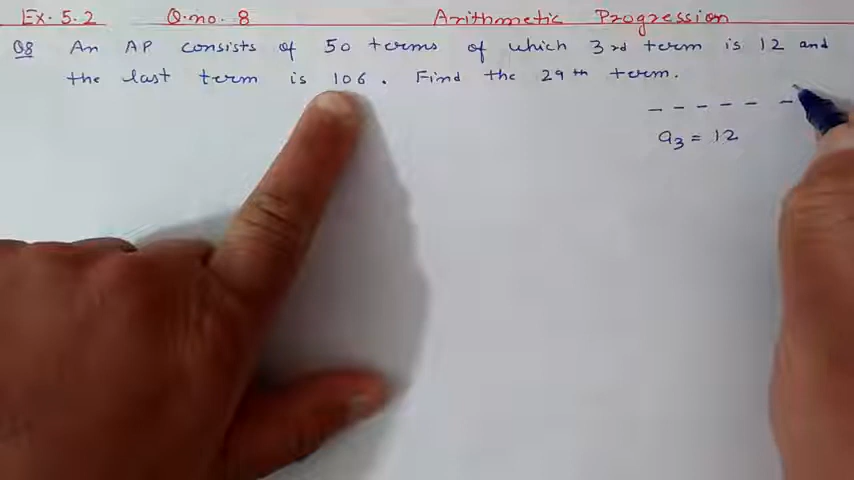 Ex. 5.2 Q.no. 8 Arithmetic Progression
Q8 An AP consists of 50 terms of which 3rd term is 12 and
the last term is 106. Find the 29th term.
_ _ _ _ _ _
a3 = 12